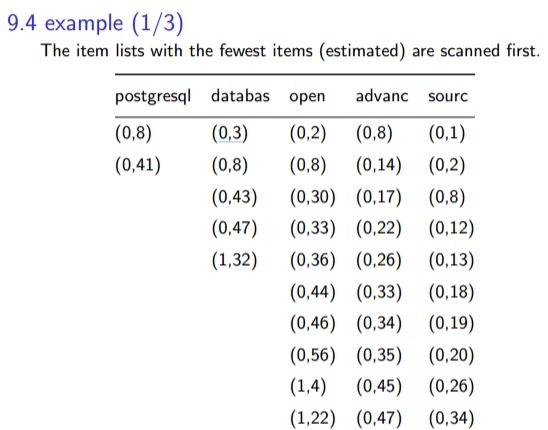 9.4 example (1/3)
The item lists with the fewest items (estimated) are scanned first.
postgresql databas open advanc sourc
(0,8) (0,3) (0,2) (0,8) (0,1)
(0,41) (0,8) (0,8) (0,14) (0,2)
(0,43) (0,30) (0,17) (0,8)
(0,47) (0,33) (0,22) (0,12)
(1,32) (0,36) (0,26) (0,13)
(0,44) (0,33) (0,18)
(0,46) (0,34) (0,19)
(0,56) (0,35) (0,20)
(1,4) (0,45) (0,26)
(1,22) (0,47) (0,34)